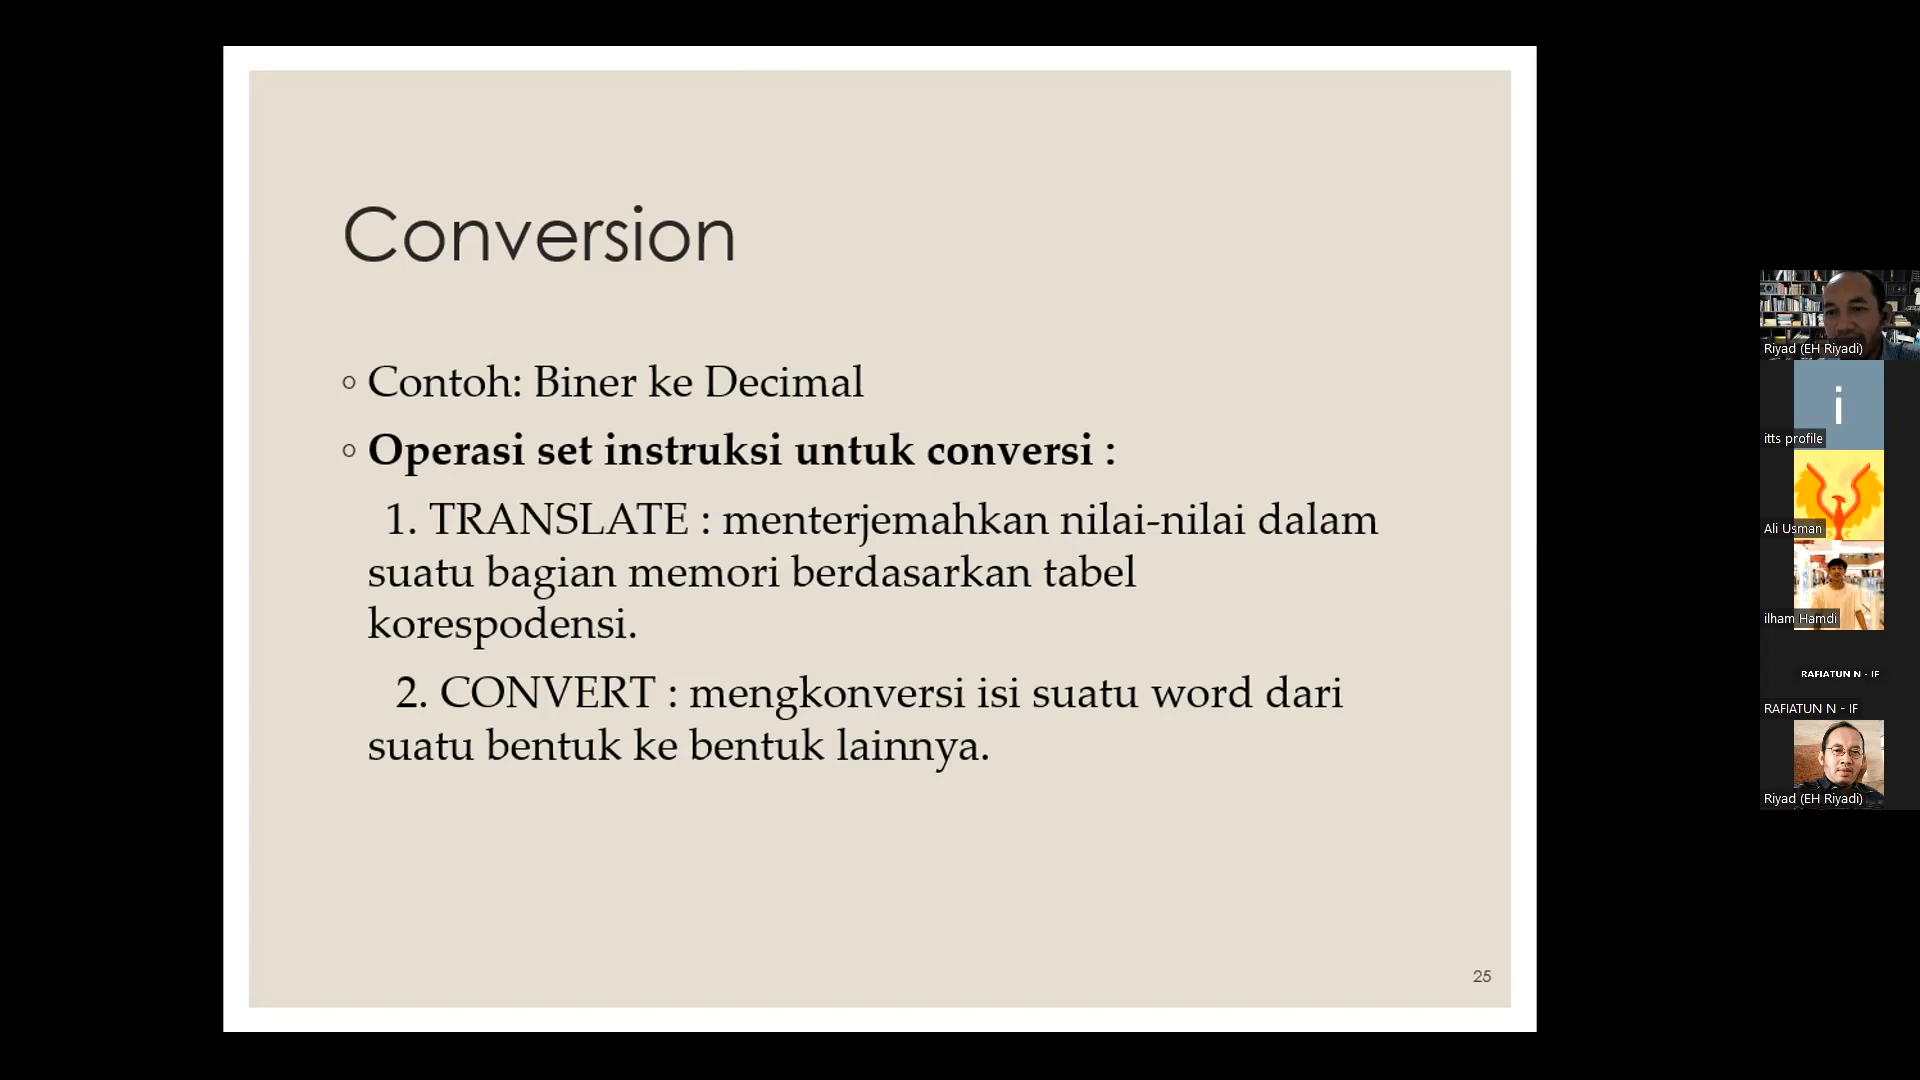 Conversion
◦ Contoh: Biner ke Decimal
◦ Operasi set instruksi untuk conversi :
1. TRANSLATE : menterjemahkan nilai-nilai dalam
suatu bagian memori berdasarkan tabel
korespodensi.
2. CONVERT : mengkonversi isi suatu word dari
suatu bentuk ke bentuk lainnya.
25
Riyad (EH Riyadi)
i
itts profile
Ali Usman
ilham Hamdi
RAFIATUN N - IF
RAFIATUN N - IF
Riyad (EH Riyadi)